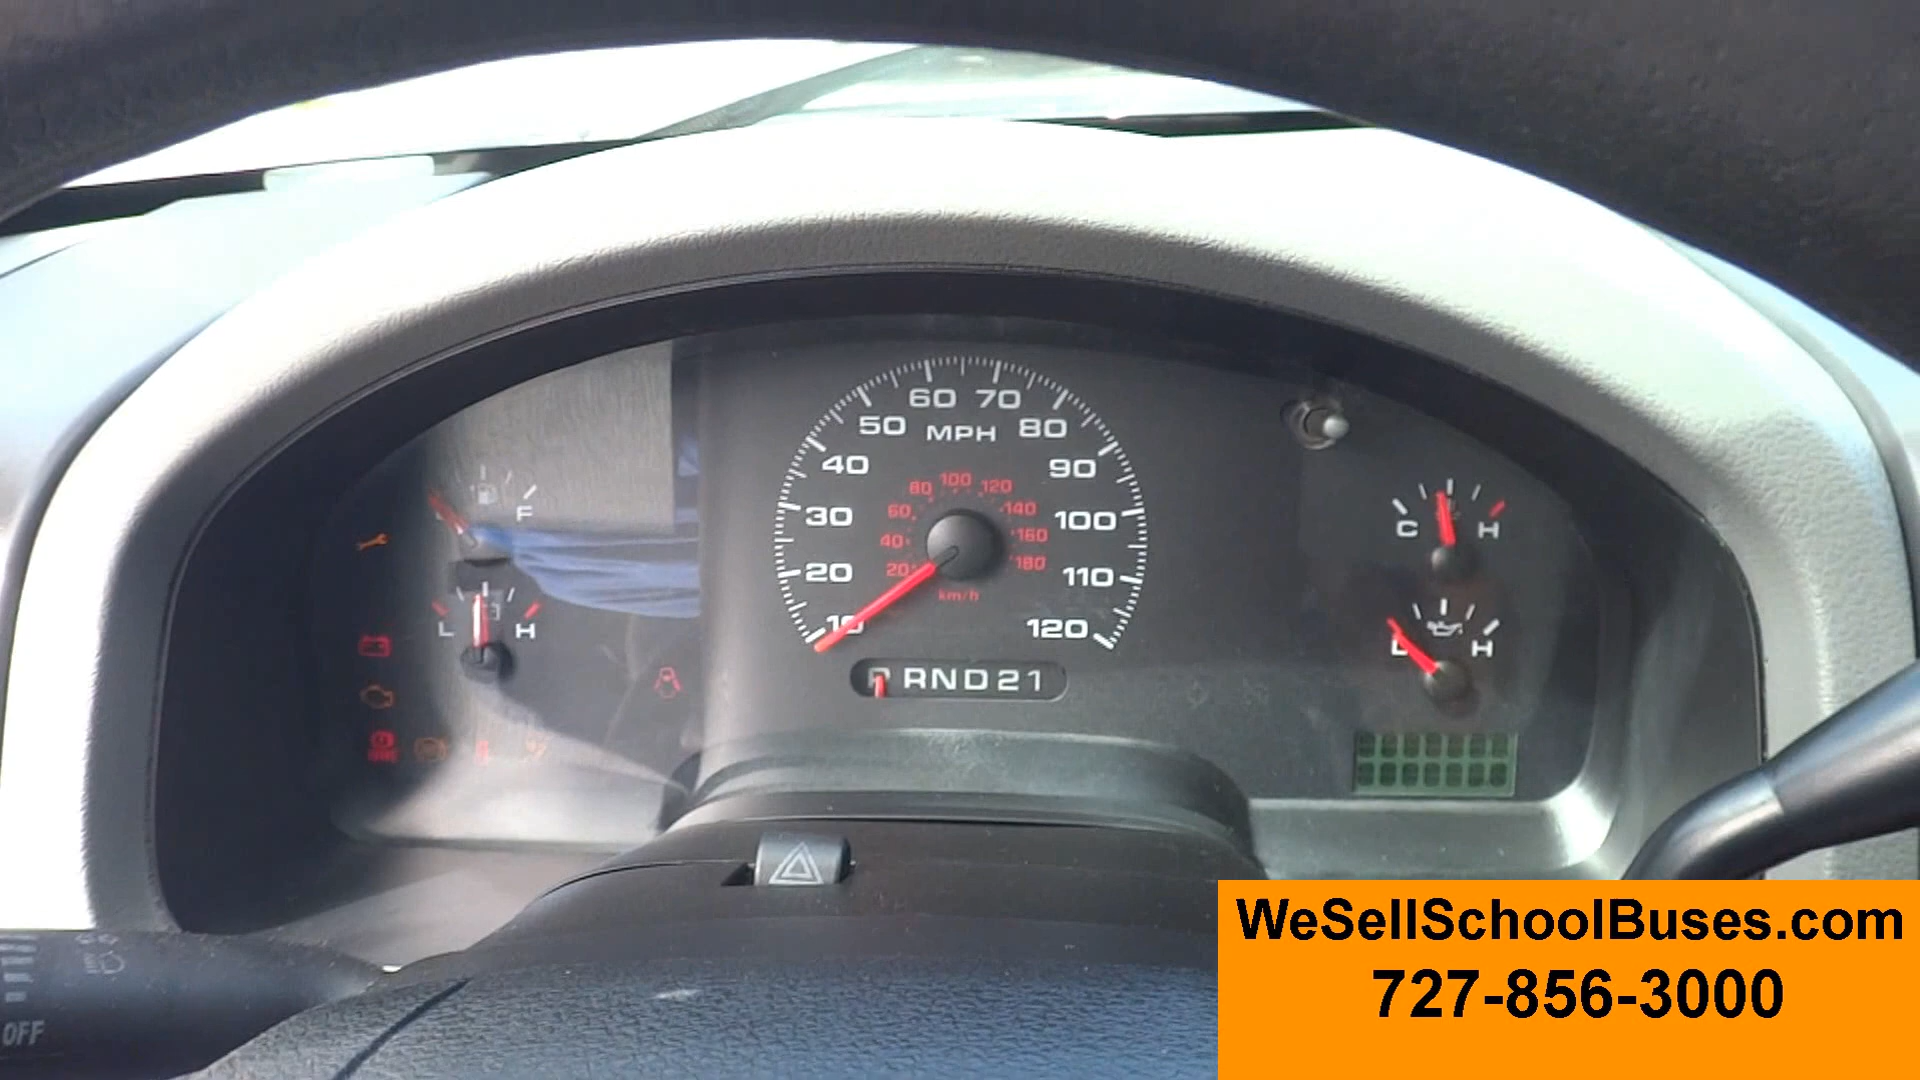 60 70
50 MPH 80
40 90
80 100 120
60 140
30 100
40 160
20 180
20 110
km/h
10 120
P RND21
F
L H
C H
L H
OFF
WeSellSchoolBuses.com
727-856-3000